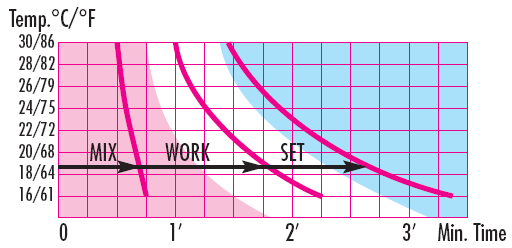 Temp.°C/°F
30/86
28/82
26/79
24/75
22/72
20/68
18/64
16/61
MIX WORK SET
0 1′ 2′ 3′ Min. Time